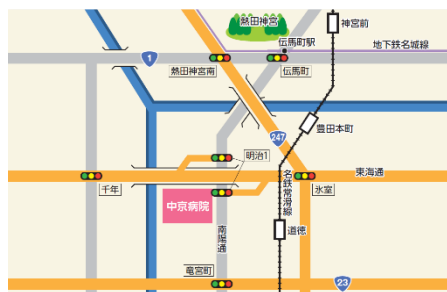 熱田神宮
神宮前
伝馬町駅
地下鉄名城線
1
熱田神宮南
伝馬町
豊田本町
247
明治1
千年
中京病院
名鉄常滑線
氷室
東海通
南陽通
道徳
竜宮町
23